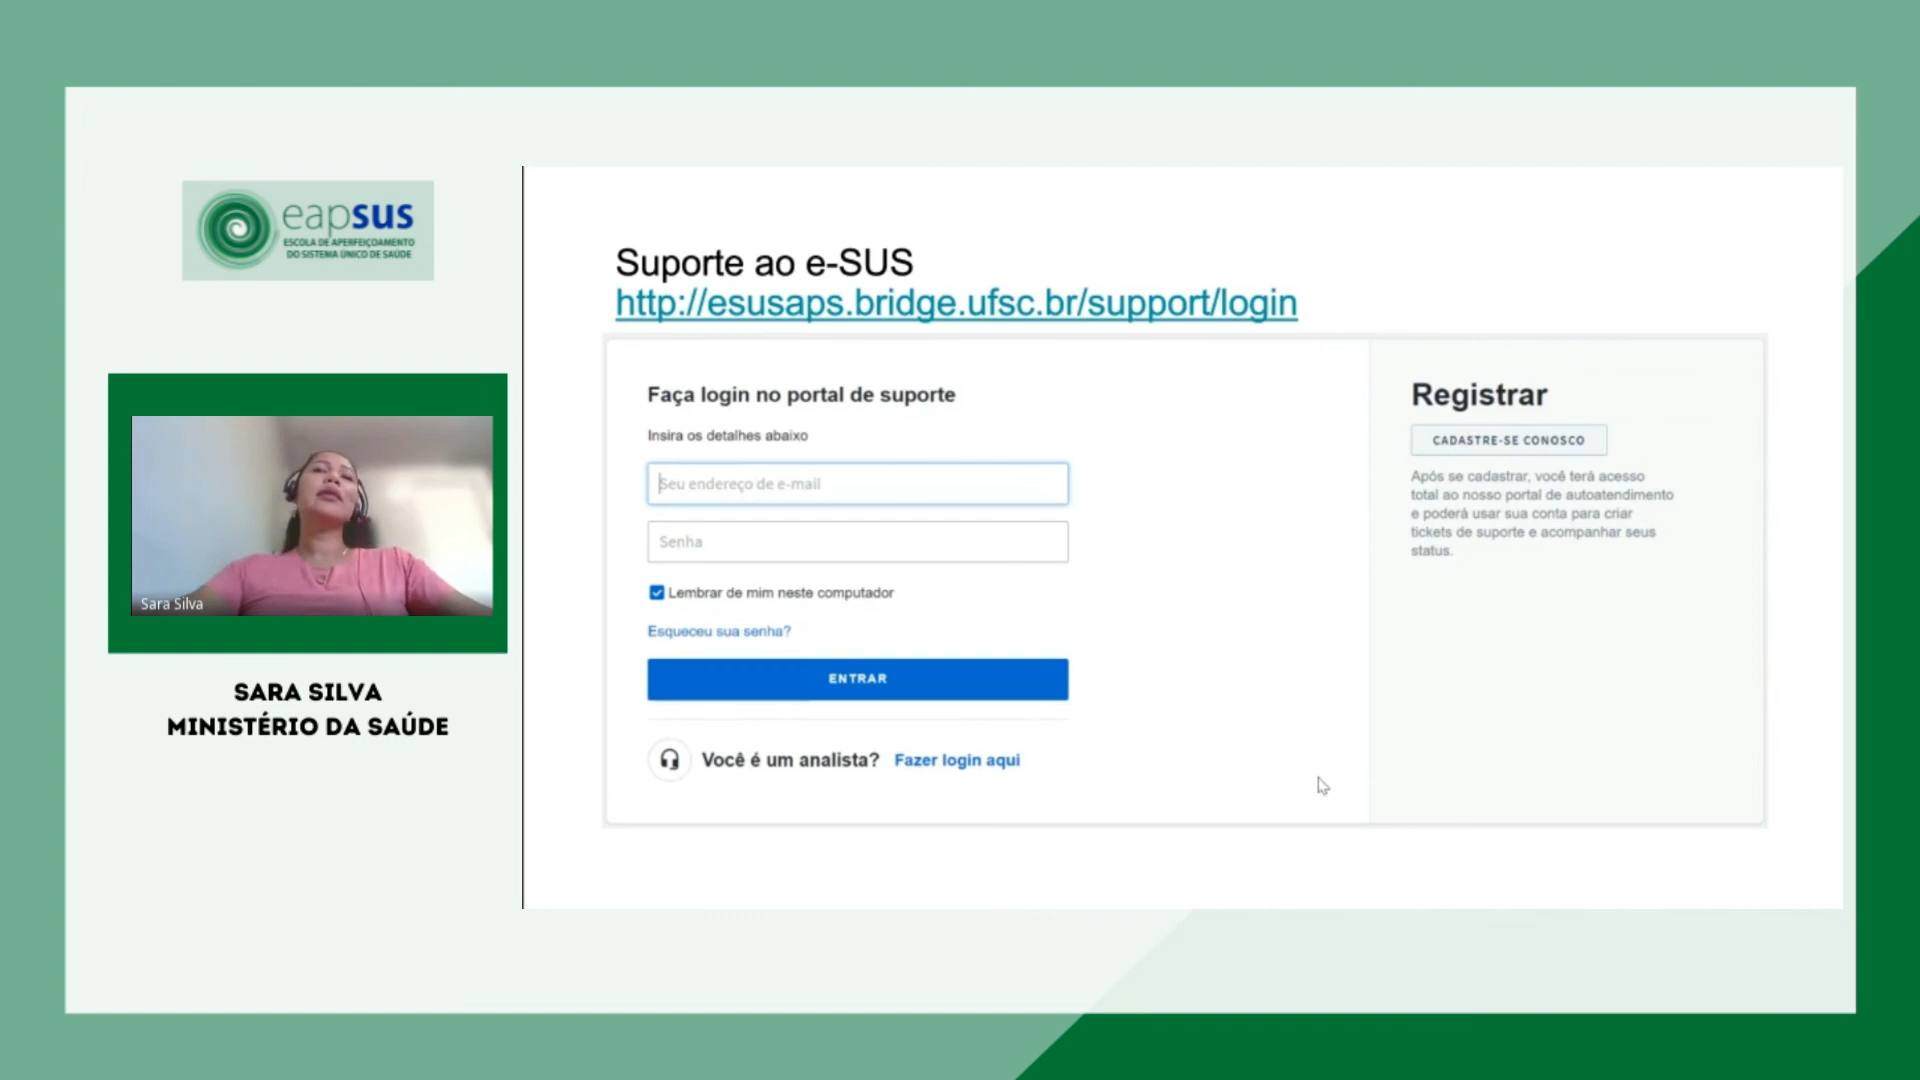 eapsus
ESCOLA DE APERFEIÇOAMENTO
DO SISTEMA ÚNICO DE SAÚDE
Sara Silva
SARA SILVA
MINISTÉRIO DA SAÚDE
Suporte ao e-SUS
http://esusaps.bridge.ufsc.br/support/login
Faça login no portal de suporte
Insira os detalhes abaixo
Seu endereço de e-mail
Senha
Lembrar de mim neste computador
Esqueceu sua senha?
ENTRAR
Você é um analista? Fazer login aqui
Registrar
CADASTRE-SE CONOSCO
Após se cadastrar, você terá acesso
total ao nosso portal de autoatendimento
e poderá usar sua conta para criar
tickets de suporte e acompanhar seus
status.